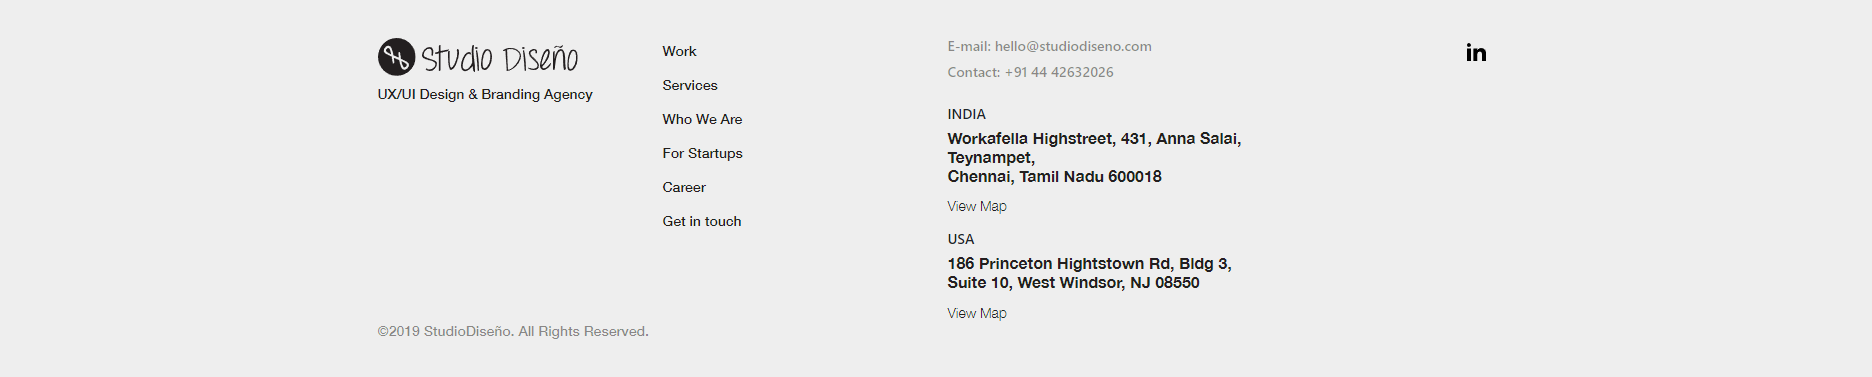 Studio Diseño
UX/UI Design & Branding Agency
Work
Services
Who We Are
For Startups
Career
Get in touch
E-mail: hello@studiodiseno.com
Contact: +91 44 42632026
INDIA
Workafella Highstreet, 431, Anna Salai,
Teynampet,
Chennai, Tamil Nadu 600018
View Map
USA
186 Princeton Hightstown Rd, Bldg 3,
Suite 10, West Windsor, NJ 08550
View Map
in
©2019 StudioDiseño. All Rights Reserved.